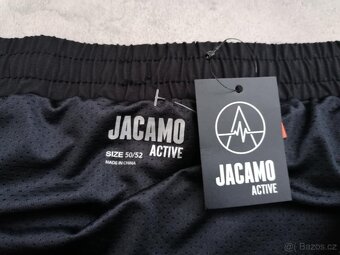 JACAMO
ACTIVE
SIZE 50/52
MADE IN CHINA
JACAMO
ACTIVE
Bazos.cz